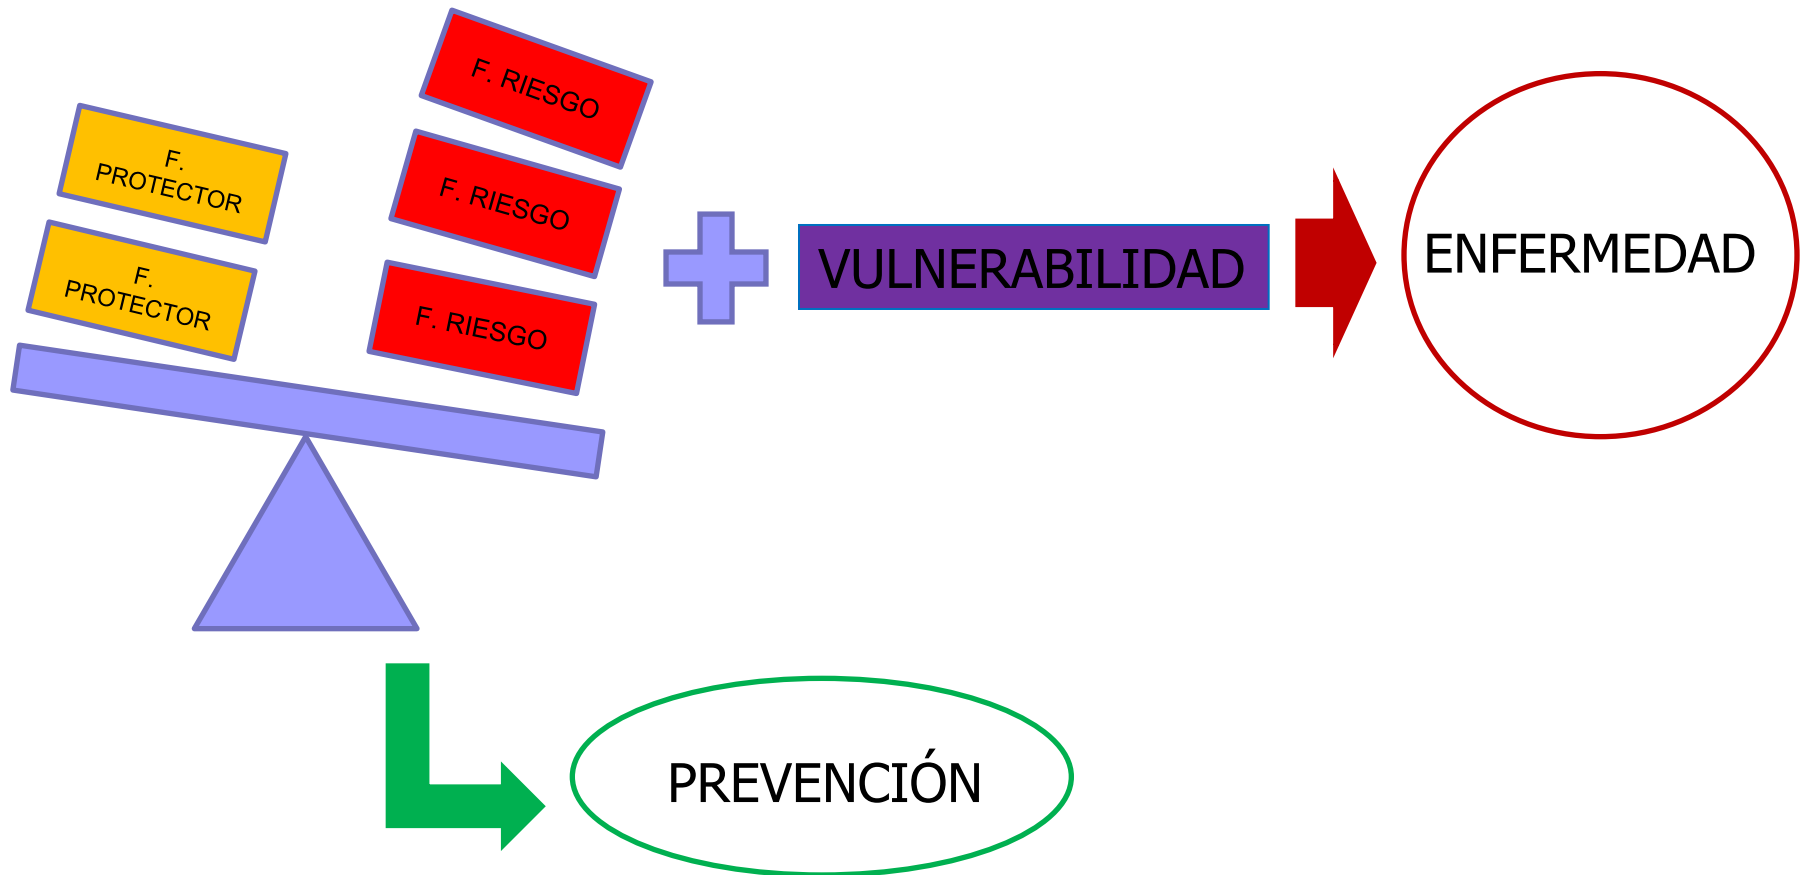 F. RIESGO
F.
PROTECTOR
F. RIESGO
F.
PROTECTOR
F. RIESGO
VULNERABILIDAD
ENFERMEDAD
PREVENCIÓN